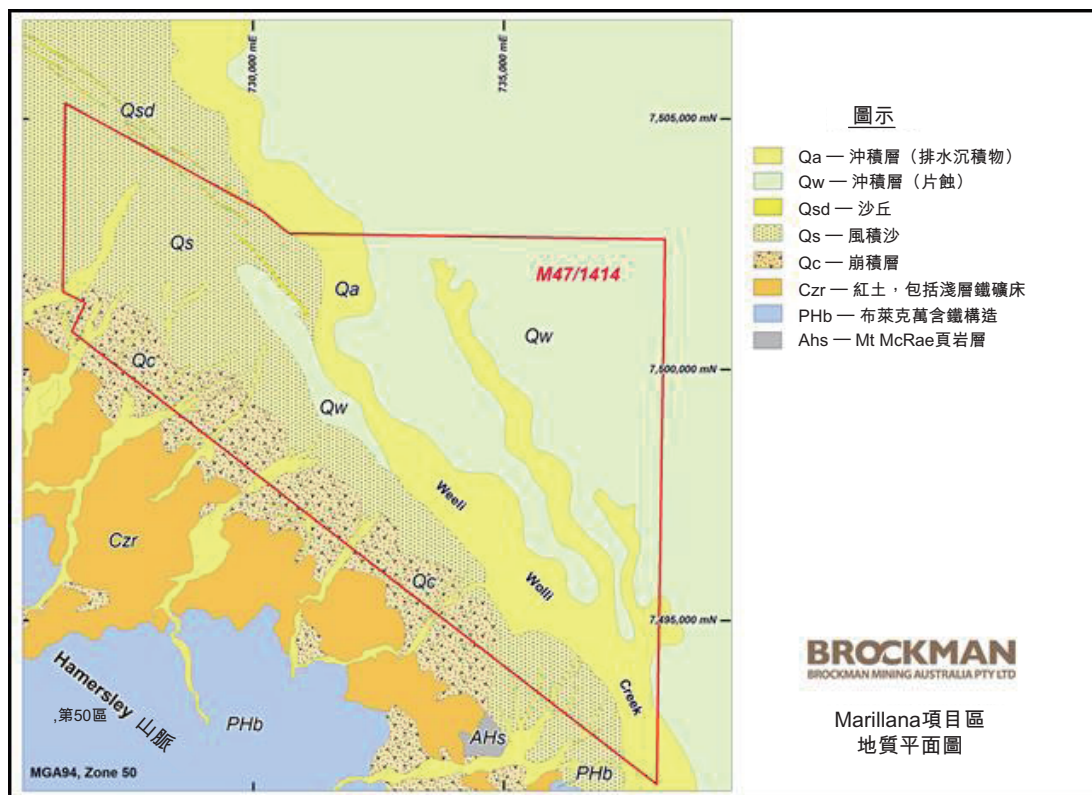 730,000 mE
735,000 mE
Qsd
7,505,000 mN
Qs
M47/1414
Qa
Qw
7,500,000 mN
Qc
Qw
Weeli
Czr
Qc
Wolli
7,495,000 mN
Creek
Hamersley 山脈
,第50區
PHb
AHs
PHb
MGA94, Zone 50
圖示
Qa — 沖積層（排水沉積物）
Qw — 沖積層（片蝕）
Qsd — 沙丘
Qs — 風積沙
Qc — 崩積層
Czr — 紅土，包括淺層鐵礦床
PHb — 布萊克萬含鐵構造
Ahs — Mt McRae頁岩層
BROCKMAN
BROCKMAN MINING AUSTRALIA PTY LTD
Marillana項目區
地質平面圖